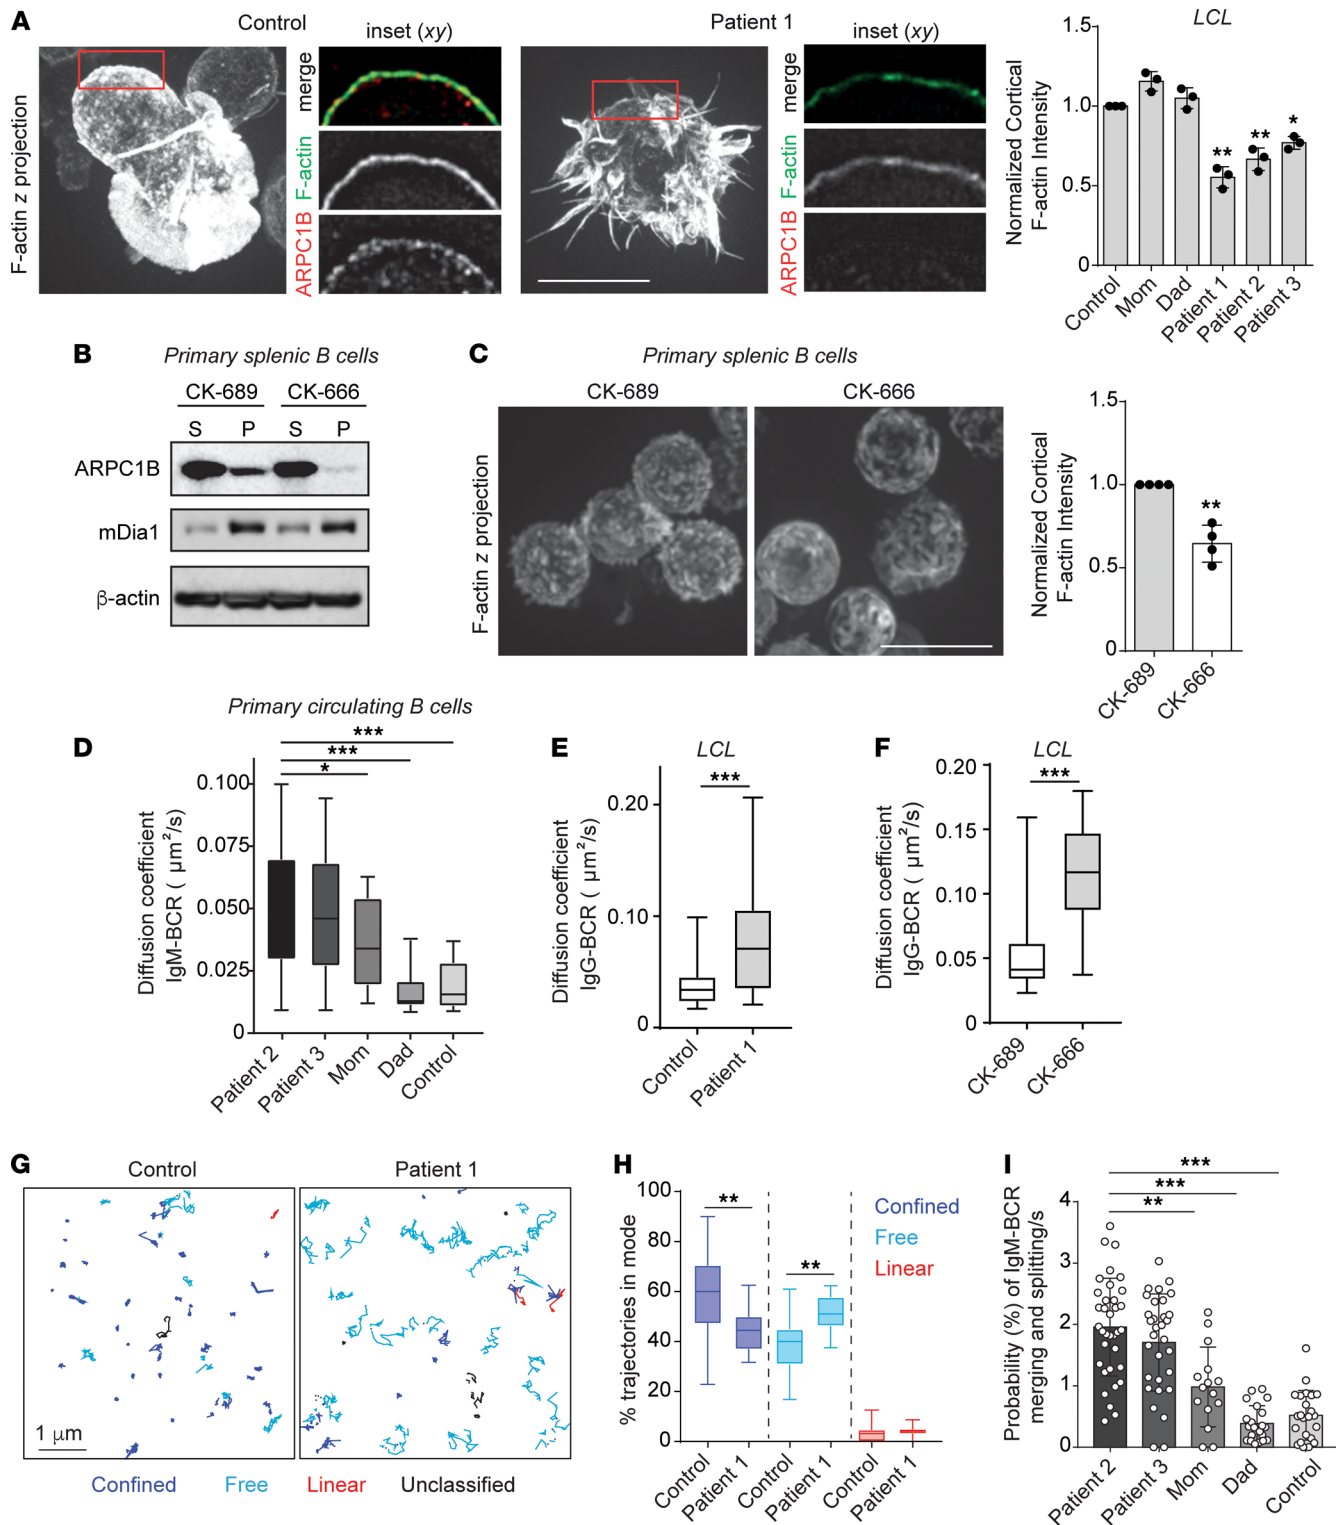 A
Control
inset (xy)
Patient 1
inset (xy)
LCL
F-actin z projection
merge
F-actin
ARPC1B
merge
F-actin
ARPC1B
Normalized Cortical
F-actin Intensity
1.5
1.0
0.5
0
** ** *
Control Mom Dad Patient 1 Patient 2 Patient 3
B
Primary splenic B cells
CK-689 CK-666
S P S P
ARPC1B
mDia1
β-actin
C
Primary splenic B cells
CK-689 CK-666
F-actin z projection
Normalized Cortical
F-actin Intensity
1.5
1.0
0.5
0
**
CK-689 CK-666
D
Primary circulating B cells
***
***
*
Diffusion coefficient
IgM-BCR ( μm²/s)
0.100
0.075
0.050
0.025
0
Patient 2 Patient 3 Mom Dad Control
E
LCL
***
Diffusion coefficient
IgG-BCR ( μm²/s)
0.20
0.10
0
Control Patient 1
F
LCL
***
Diffusion coefficient
IgG-BCR ( μm²/s)
0.20
0.15
0.10
0.05
0
CK-689 CK-666
G
Control Patient 1
1 μm
Confined Free Linear Unclassified
H
% trajectories in mode
100
80
60
40
20
0
**
**
Confined
Free
Linear
Control Patient 1 Control Patient 1 Control Patient 1
I
***
***
**
Probability (%) of IgM-BCR
merging and splitting/s
4
3
2
1
0
Patient 2 Patient 3 Mom Dad Control